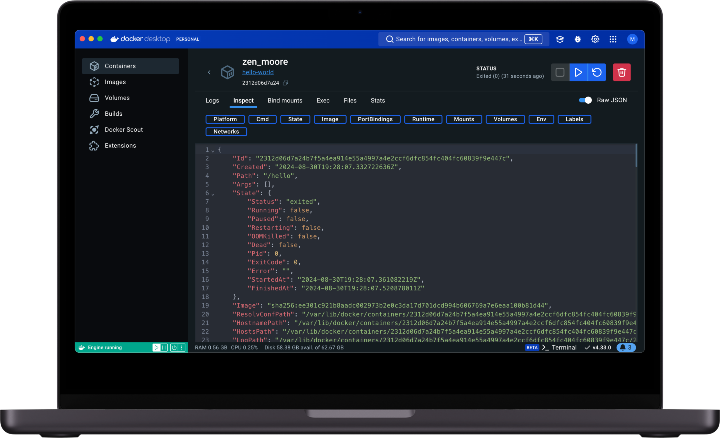 docker desktop PERSONAL
Search for images, containers, volumes, ex... ⌘K
M
Containers
Images
Volumes
Builds
Docker Scout
Extensions
zen_moore
hello-world
2312d06d7a24
STATUS
Exited (0) (31 seconds ago)
Logs Inspect Bind mounts Exec Files Stats
Raw JSON
Platform Cmd State Image PortBindings Runtime Mounts Volumes Env Labels
Networks
1 {
2 "Id": "2312d06d7a24b7f5a4ea914e55a4997a4e2ccf6dfc854fc404fc60839f9e447c",
3 "Created": "2024-08-30T19:28:07.332722636Z",
4 "Path": "/hello",
5 "Args": [],
6 "State": {
7 "Status": "exited",
8 "Running": false,
9 "Paused": false,
10 "Restarting": false,
11 "OOMKilled": false,
12 "Dead": false,
13 "Pid": 0,
14 "ExitCode": 0,
15 "Error": "",
16 "StartedAt": "2024-08-30T19:28:07.361082219Z",
17 "FinishedAt": "2024-08-30T19:28:07.520878011Z"
18 },
19 "Image": "sha256:ee301c921b8aadc002973b2e0c3da17d701dcd994b606769a7e6eaa100b81d44",
20 "ResolvConfPath": "/var/lib/docker/containers/2312d06d7a24b7f5a4ea914e55a4997a4e2ccf6dfc854fc404fc60839f9e4
21 "HostnamePath": "/var/lib/docker/containers/2312d06d7a24b7f5a4ea914e55a4997a4e2ccf6dfc854fc404fc60839f9e44
22 "HostsPath": "/var/lib/docker/containers/2312d06d7a24b7f5a4ea914e55a4997a4e2ccf6dfc854fc404fc60839f9e447c/
23 "LogPath": "/var/lib/docker/containers/2312d06d7a24b7f5a4ea914e55a4997a4e2ccf6dfc854fc404fc60839f9e447c/23
Engine running
RAM 0.56 GB CPU 0.25% Disk 58.38 GB avail. of 62.67 GB
BETA Terminal v4.33.0